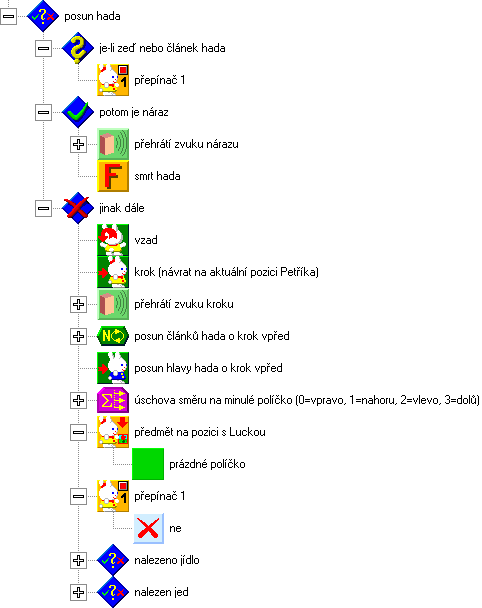 posun hada
je-li zeď nebo článek hada
přepínač 1
potom je náraz
přehrátí zvuku nárazu
smrt hada
jinak dále
vzad
krok (návrat na aktuální pozici Petříka)
přehrátí zvuku kroku
posun článků hada o krok vpřed
posun hlavy hada o krok vpřed
úschova směru na minulé políčko (0=vpravo, 1=nahoru, 2=vlevo, 3=dolů)
předmět na pozici s Luckou
prázdné políčko
přepínač 1
ne
nalezeno jídlo
nalezen jed